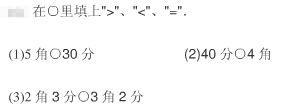 在○里填上">"、"<"、"=".
(1)5 角○30 分 (2)40 分○4 角
(3)2 角 3 分○3 角 2 分